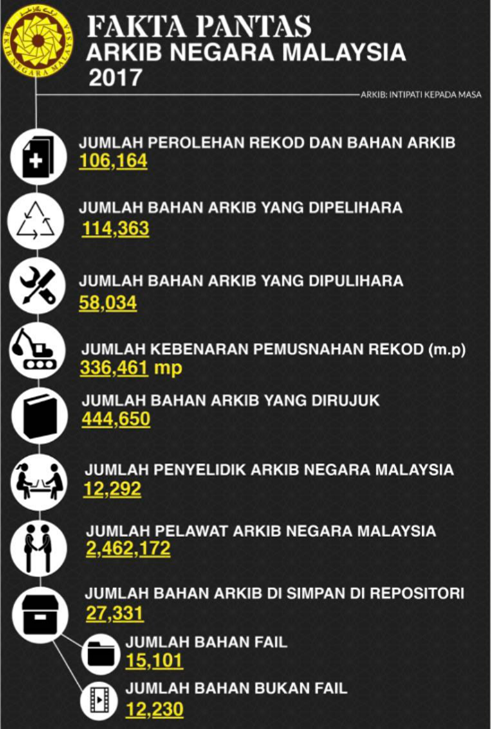 ARKIB NEGARA MALAYSIA
FAKTA PANTAS
ARKIB NEGARA MALAYSIA
2017
ARKIB: INTIPATI KEPADA MASA
JUMLAH PEROLEHAN REKOD DAN BAHAN ARKIB
106,164
JUMLAH BAHAN ARKIB YANG DIPELIHARA
114,363
JUMLAH BAHAN ARKIB YANG DIPULIHARA
58,034
JUMLAH KEBENARAN PEMUSNAHAN REKOD (m.p)
336,461 mp
JUMLAH BAHAN ARKIB YANG DIRUJUK
444,650
JUMLAH PENYELIDIK ARKIB NEGARA MALAYSIA
12,292
JUMLAH PELAWAT ARKIB NEGARA MALAYSIA
2,462,172
JUMLAH BAHAN ARKIB DI SIMPAN DI REPOSITORI
27,331
JUMLAH BAHAN FAIL
15,101
JUMLAH BAHAN BUKAN FAIL
12,230